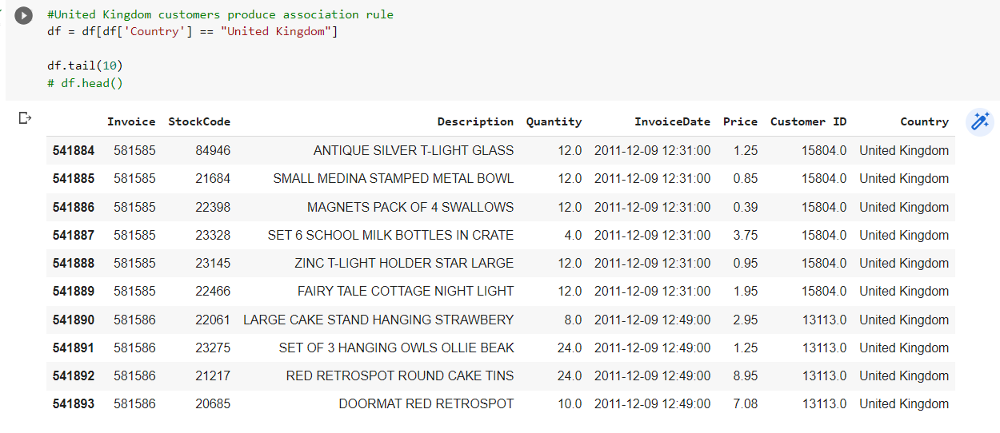 #United Kingdom customers produce association rule
df = df[df['Country'] == "United Kingdom"]
df.tail(10)
# df.head()
Invoice StockCode Description Quantity InvoiceDate Price Customer ID Country
541884 581585 84946 ANTIQUE SILVER T-LIGHT GLASS 12.0 2011-12-09 12:31:00 1.25 15804.0 United Kingdom
541885 581585 21684 SMALL MEDINA STAMPED METAL BOWL 12.0 2011-12-09 12:31:00 0.85 15804.0 United Kingdom
541886 581585 22398 MAGNETS PACK OF 4 SWALLOWS 12.0 2011-12-09 12:31:00 0.39 15804.0 United Kingdom
541887 581585 23328 SET 6 SCHOOL MILK BOTTLES IN CRATE 4.0 2011-12-09 12:31:00 3.75 15804.0 United Kingdom
541888 581585 23145 ZINC T-LIGHT HOLDER STAR LARGE 12.0 2011-12-09 12:31:00 0.95 15804.0 United Kingdom
541889 581585 22466 FAIRY TALE COTTAGE NIGHT LIGHT 12.0 2011-12-09 12:31:00 1.95 15804.0 United Kingdom
541890 581586 22061 LARGE CAKE STAND HANGING STRAWBERY 8.0 2011-12-09 12:49:00 2.95 13113.0 United Kingdom
541891 581586 23275 SET OF 3 HANGING OWLS OLLIE BEAK 24.0 2011-12-09 12:49:00 1.25 13113.0 United Kingdom
541892 581586 21217 RED RETROSPOT ROUND CAKE TINS 24.0 2011-12-09 12:49:00 8.95 13113.0 United Kingdom
541893 581586 20685 DOORMAT RED RETROSPOT 10.0 2011-12-09 12:49:00 7.08 13113.0 United Kingdom